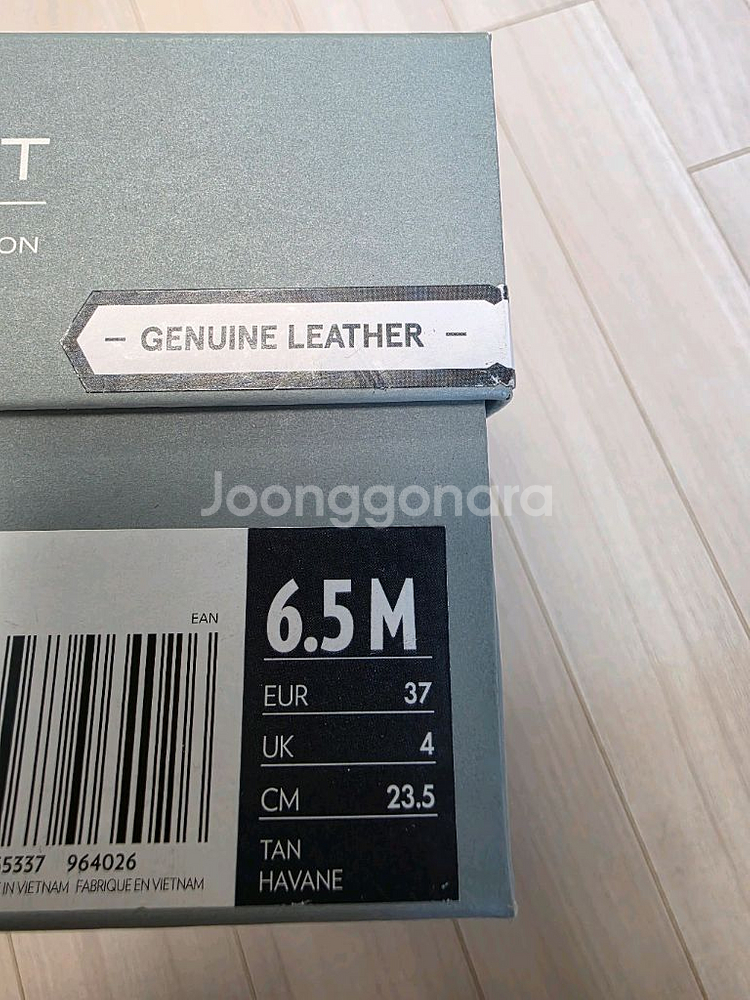 T
ON
– GENUINE LEATHER –
Joonggonara
EAN
6.5 M
EUR 37
UK 4
CM 23.5
TAN
HAVANE
5337 964026
IN VIETNAM FABRIQUE EN VIETNAM